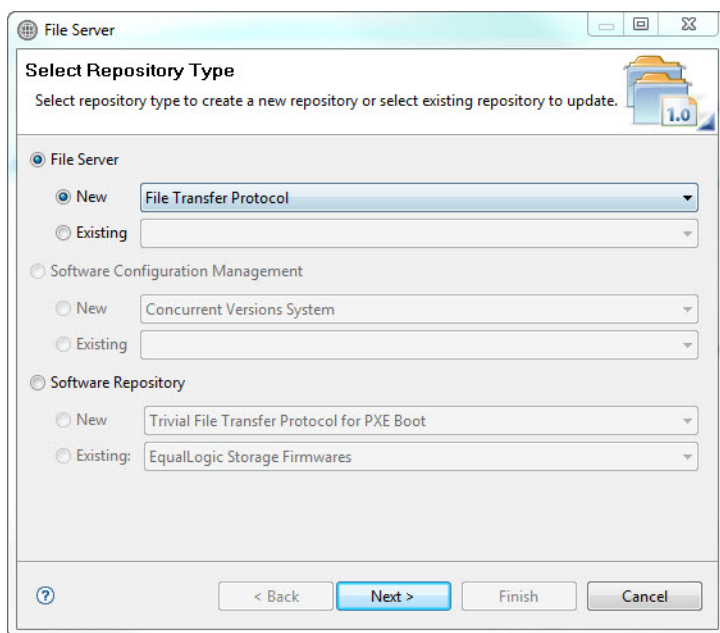 File Server
Select Repository Type
Select repository type to create a new repository or select existing repository to update.
1.0
File Server
New File Transfer Protocol
Existing
Software Configuration Management
New Concurrent Versions System
Existing
Software Repository
New Trivial File Transfer Protocol for PXE Boot
Existing: EqualLogic Storage Firmwares
? < Back Next > Finish Cancel